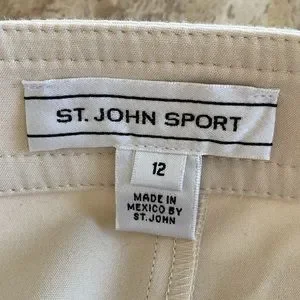 ST. JOHN SPORT
12
MADE IN
MEXICO BY
ST. JOHN